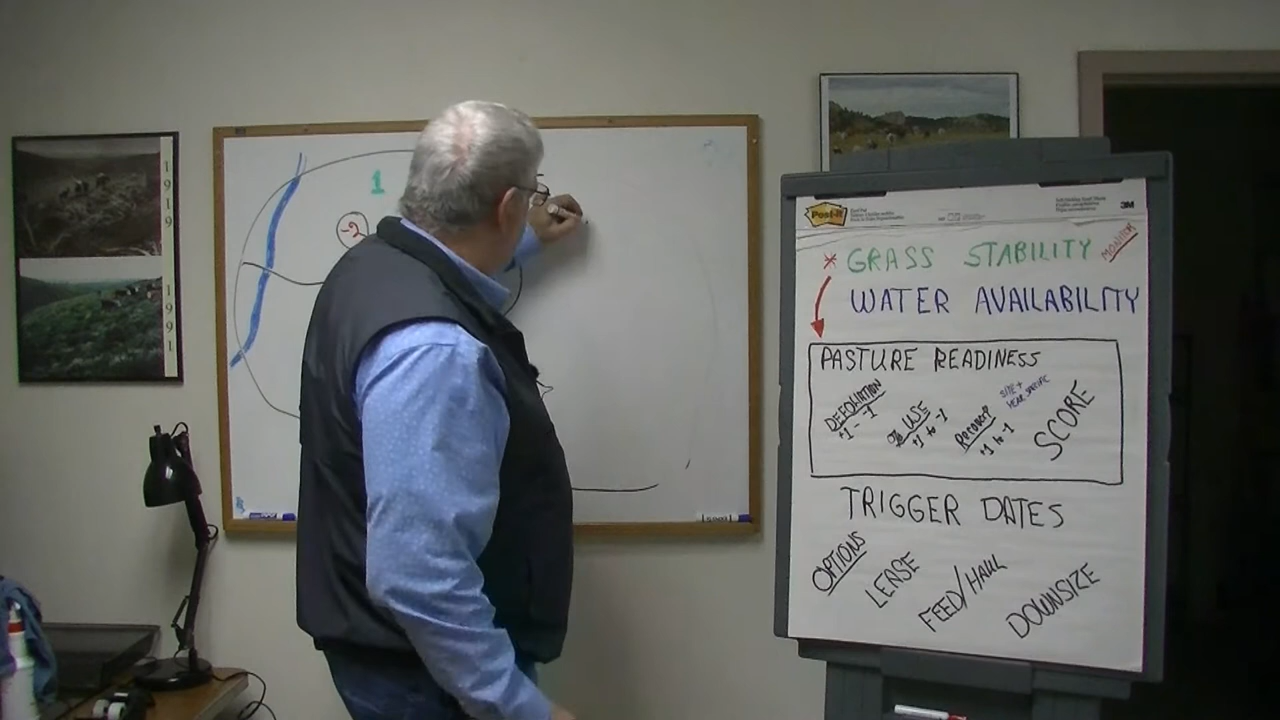 1919
1991
1
-2
Post-it
3M
* GRASS STABILITY MONITOR
WATER AVAILABILITY
PASTURE READINESS
DEFOLIATION
+1 - -1
% USE
+1 to -1
RECOVERY
+1 to -1
SITE +
YEAR SPECIFIC
SCORE
TRIGGER DATES
OPTIONS
LEASE
FEED/HAUL
DOWNSIZE